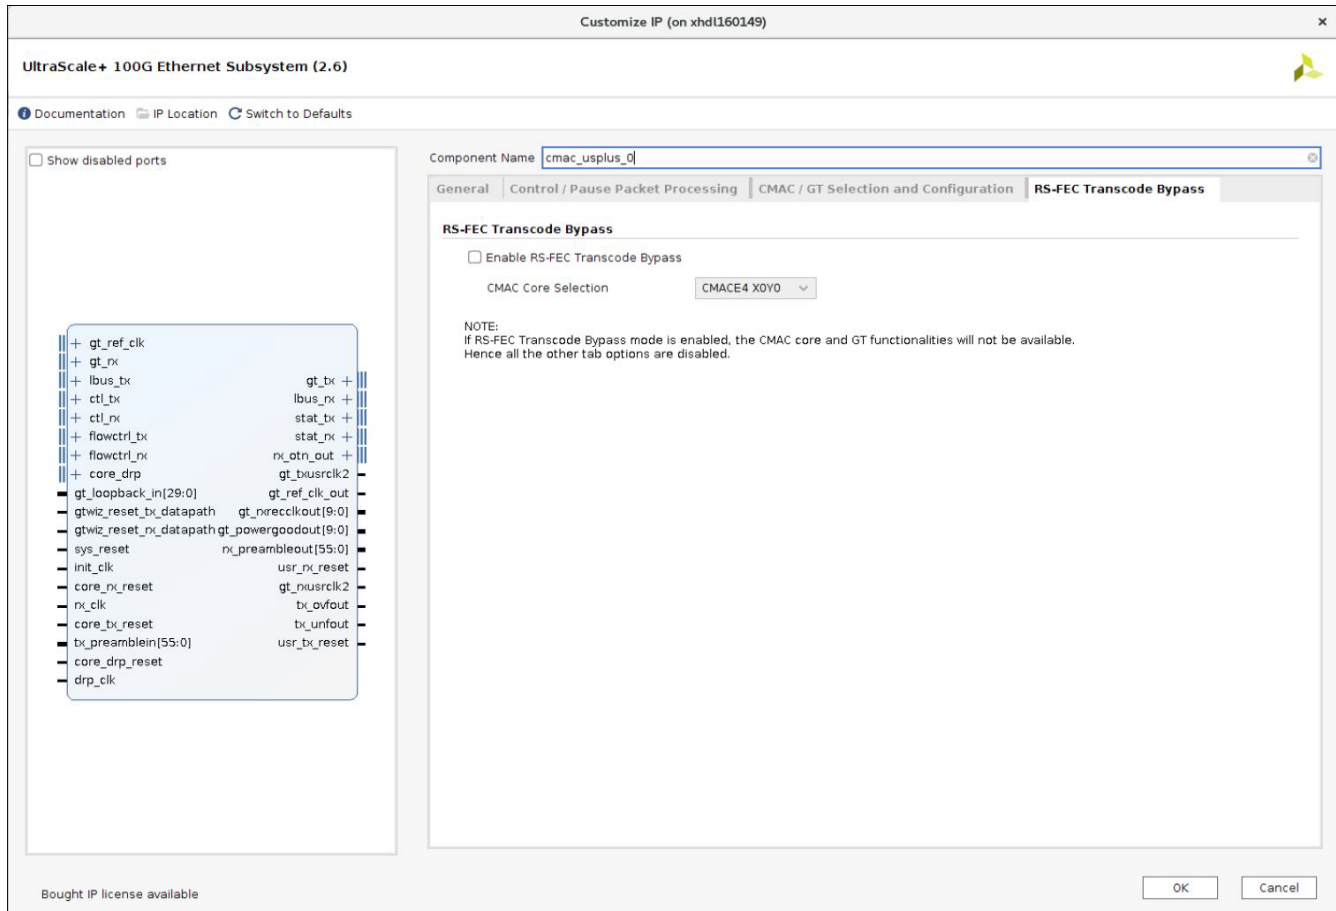 Customize IP (on xhdl160149)
×
UltraScale+ 100G Ethernet Subsystem (2.6)
Documentation IP Location Switch to Defaults
Show disabled ports
gt_ref_clk
gt_rx
lbus_tx gt_tx
ctl_tx lbus_rx
ctl_rx stat_tx
flowctrl_tx stat_rx
flowctrl_rx rx_otn_out
core_drp gt_txusrclk2
gt_loopback_in[29:0] gt_ref_clk_out
gtwiz_reset_tx_datapath gt_rxrecclkout[9:0]
gtwiz_reset_rx_datapath gt_powergoodout[9:0]
sys_reset rx_preambleout[55:0]
init_clk usr_rx_reset
core_rx_reset gt_rxusrclk2
rx_clk tx_ovfout
core_tx_reset tx_unfout
tx_preamblein[55:0] usr_tx_reset
core_drp_reset
drp_clk
Component Name cmac_usplus_0
General Control / Pause Packet Processing CMAC / GT Selection and Configuration RS-FEC Transcode Bypass
RS-FEC Transcode Bypass
Enable RS-FEC Transcode Bypass
CMAC Core Selection CMACE4 X0Y0
NOTE:
If RS-FEC Transcode Bypass mode is enabled, the CMAC core and GT functionalities will not be available.
Hence all the other tab options are disabled.
Bought IP license available
OK Cancel